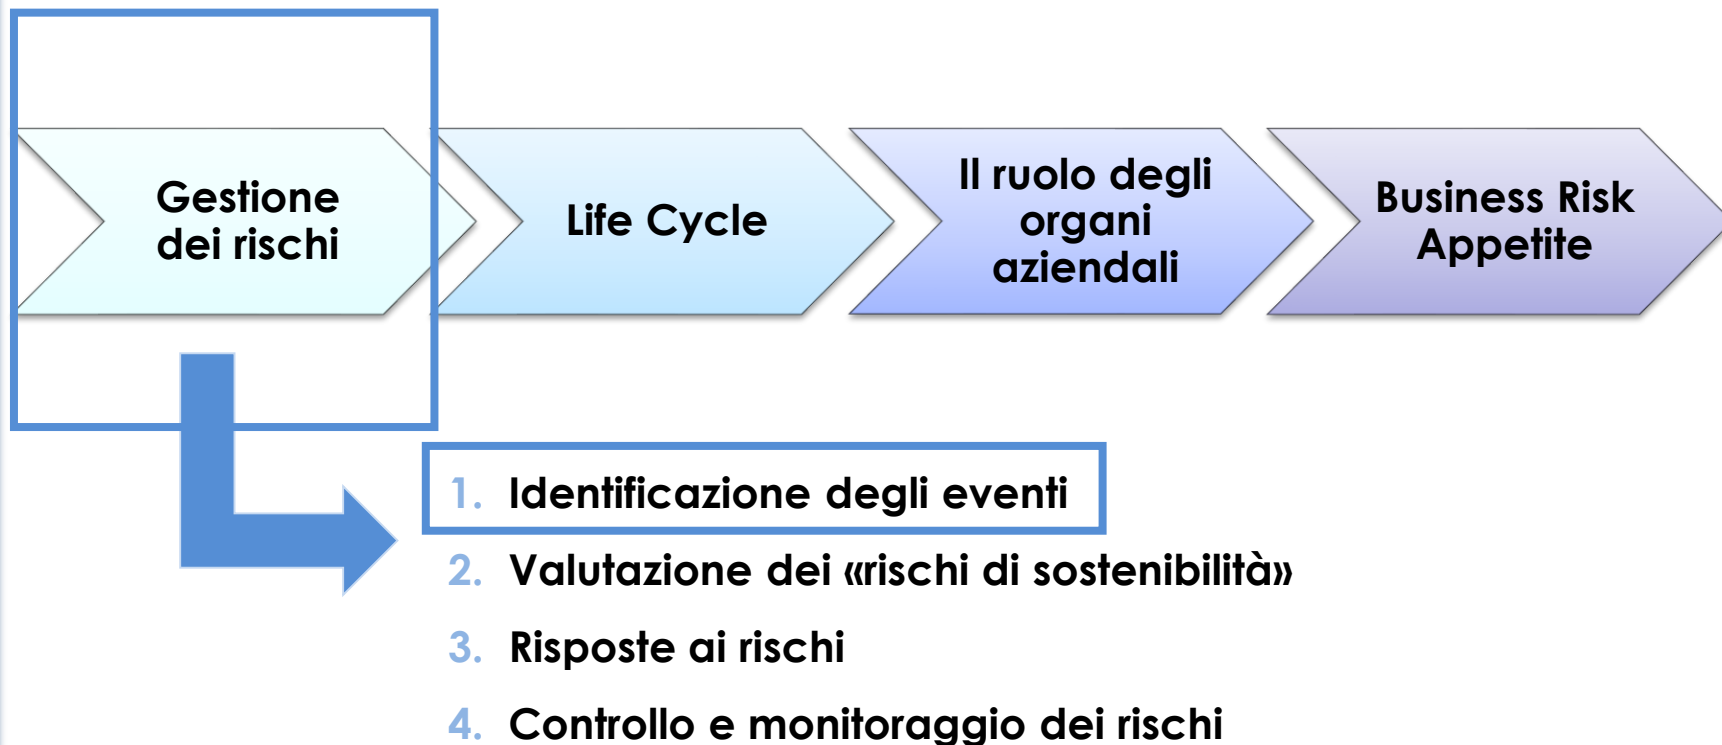 Gestione
dei rischi
Life Cycle
Il ruolo degli
organi
aziendali
Business Risk
Appetite
1. Identificazione degli eventi
2. Valutazione dei «rischi di sostenibilità»
3. Risposte ai rischi
4. Controllo e monitoraggio dei rischi